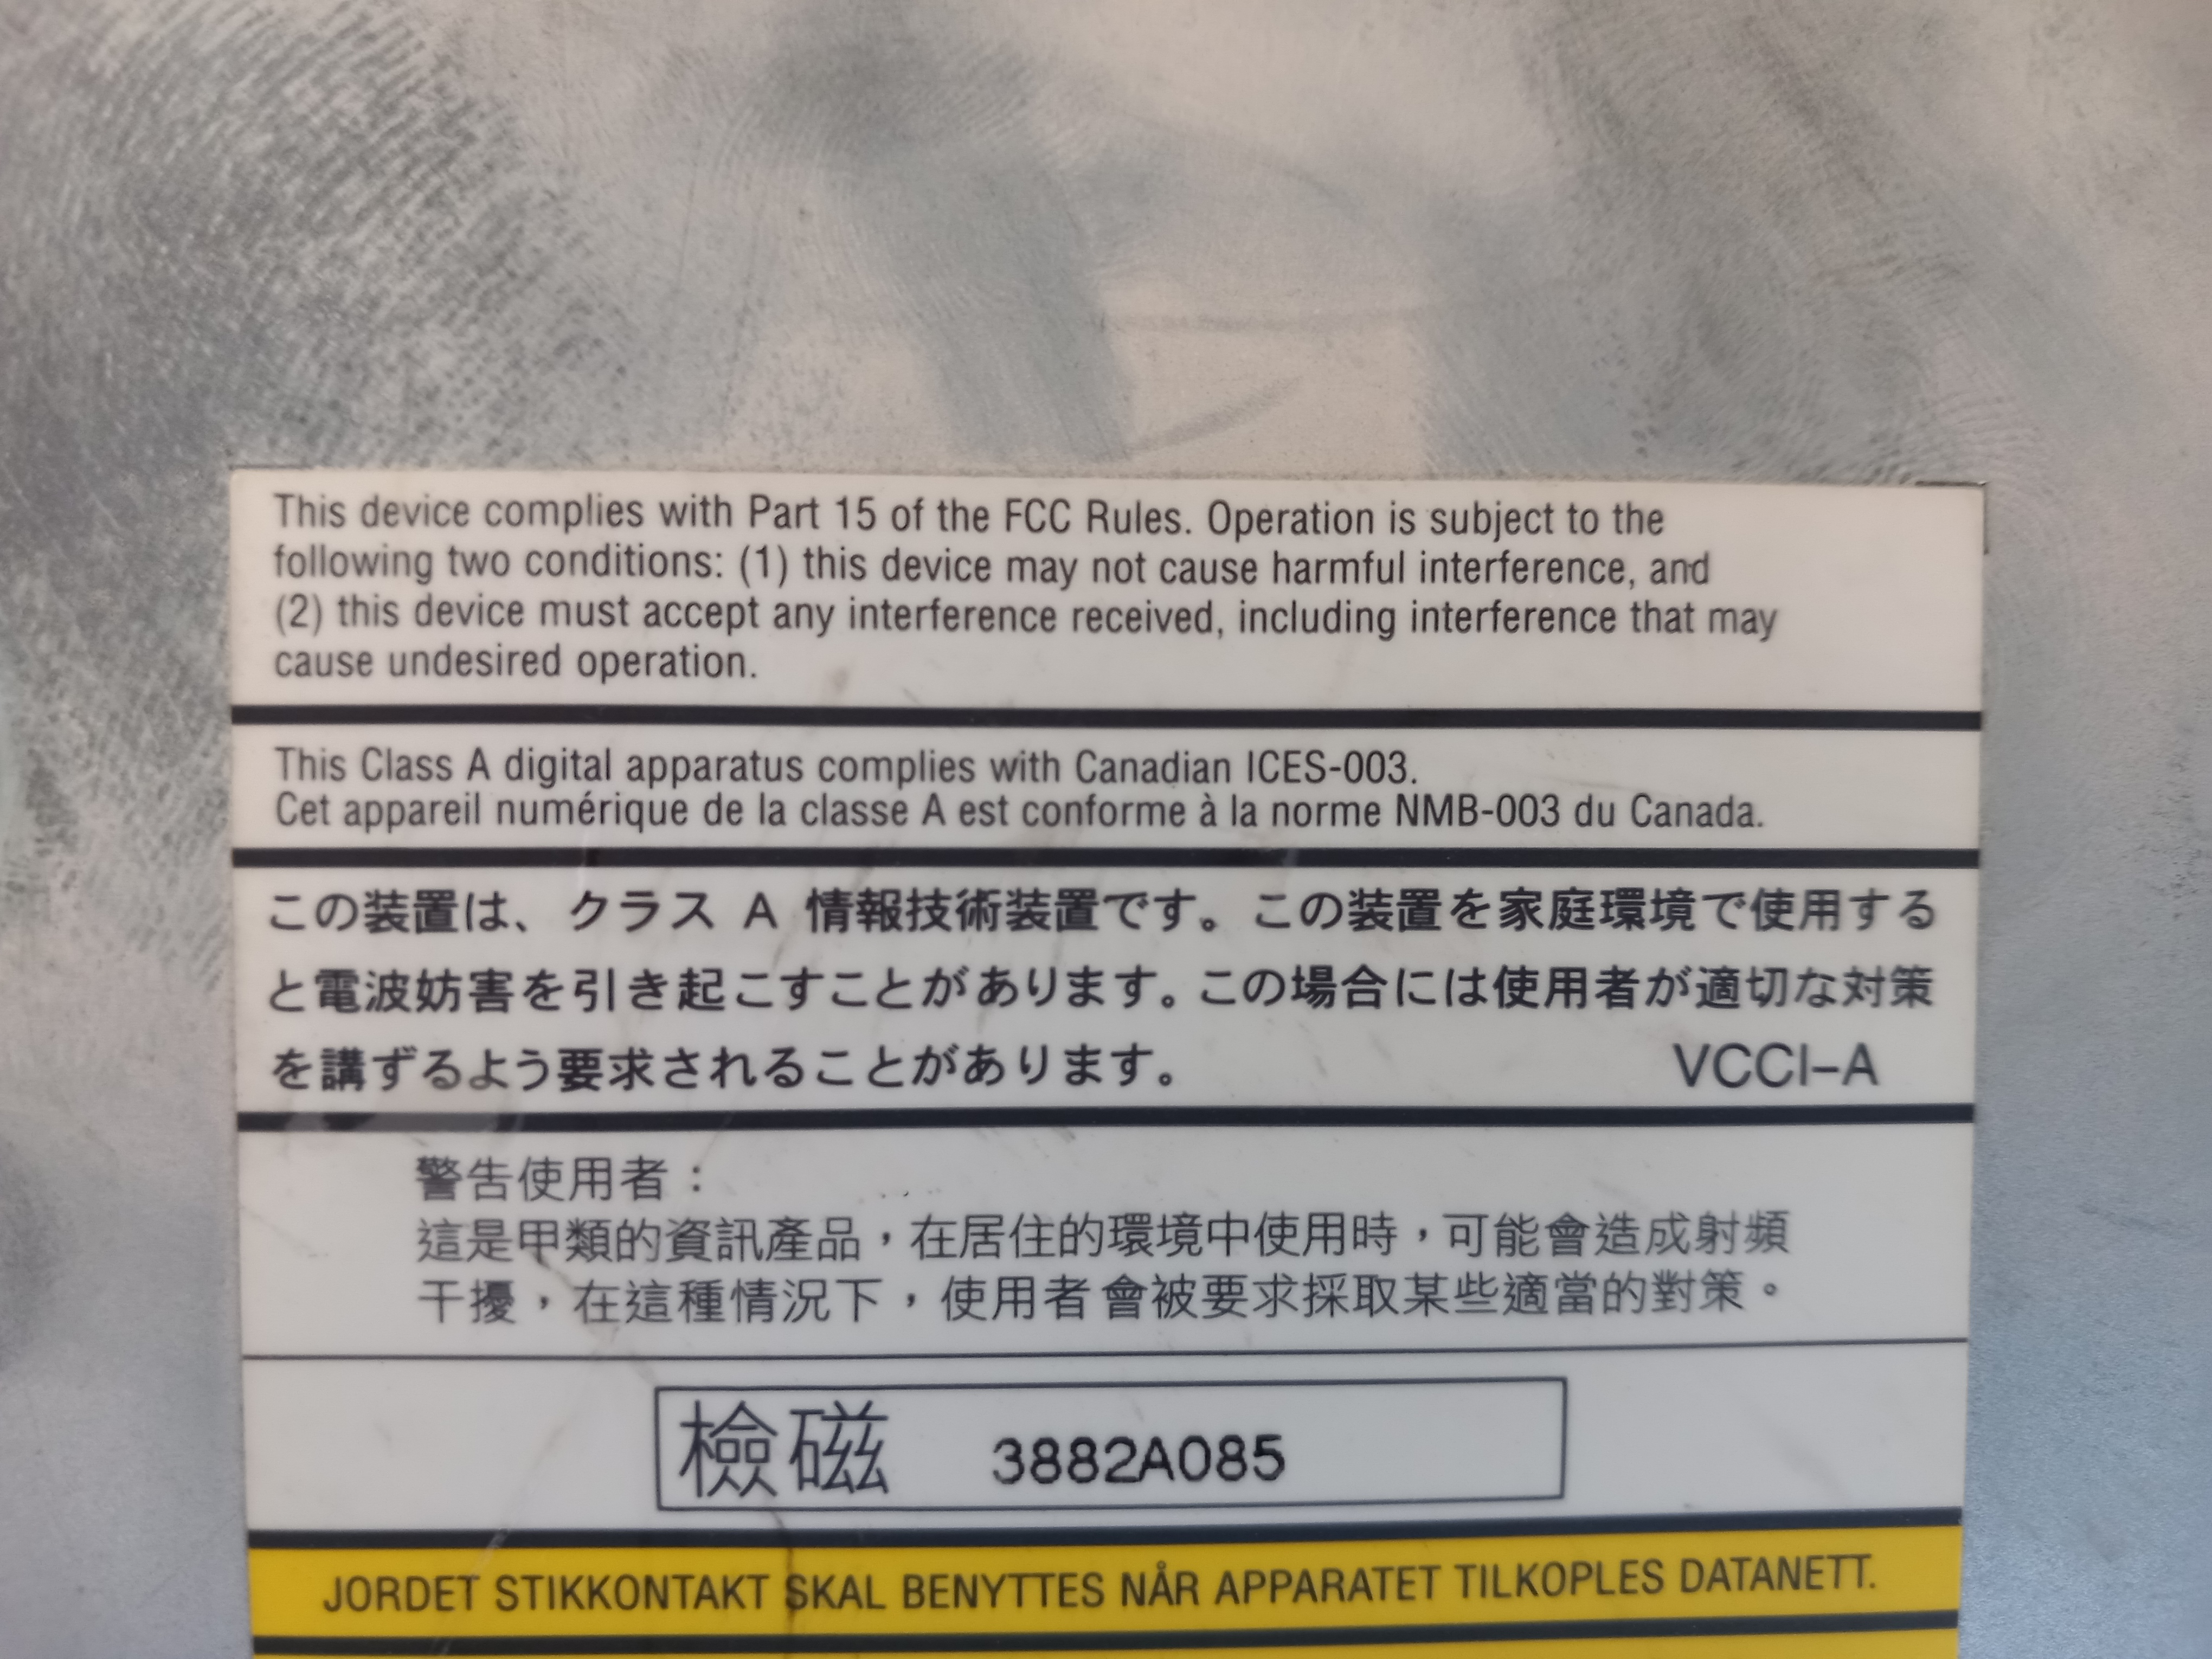 This device complies with Part 15 of the FCC Rules. Operation is subject to the
following two conditions: (1) this device may not cause harmful interference, and
(2) this device must accept any interference received, including interference that may
cause undesired operation.
This Class A digital apparatus complies with Canadian ICES-003.
Cet appareil numérique de la classe A est conforme à la norme NMB-003 du Canada.
この装置は、クラス A 情報技術装置です。この装置を家庭環境で使用する
と電波妨害を引き起こすことがあります。この場合には使用者が適切な対策
を講ずるよう要求されることがあります。 VCCI-A
警告使用者：
這是甲類的資訊產品，在居住的環境中使用時，可能會造成射頻
干擾，在這種情況下，使用者會被要求採取某些適當的對策。
檢磁 3882A085
JORDET STIKKONTAKT SKAL BENYTTES NÅR APPARATET TILKOPLES DATANETT.